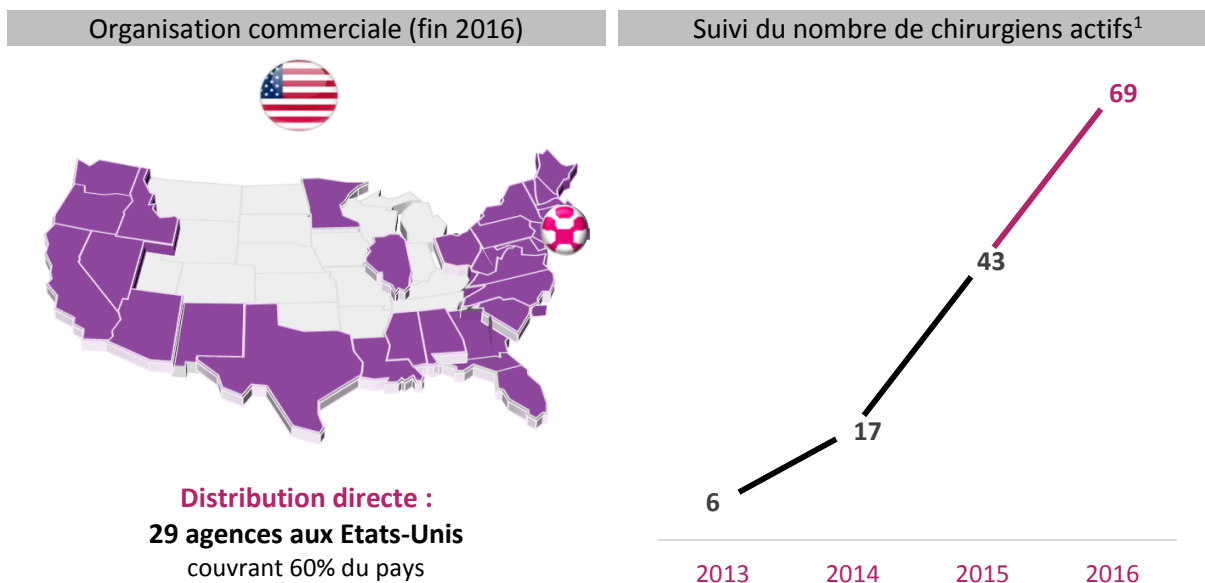 Organisation commerciale (fin 2016)
Suivi du nombre de chirurgiens actifs1
69
43
17
6
2013 2014 2015 2016
Distribution directe :
29 agences aux Etats-Unis
couvrant 60% du pays